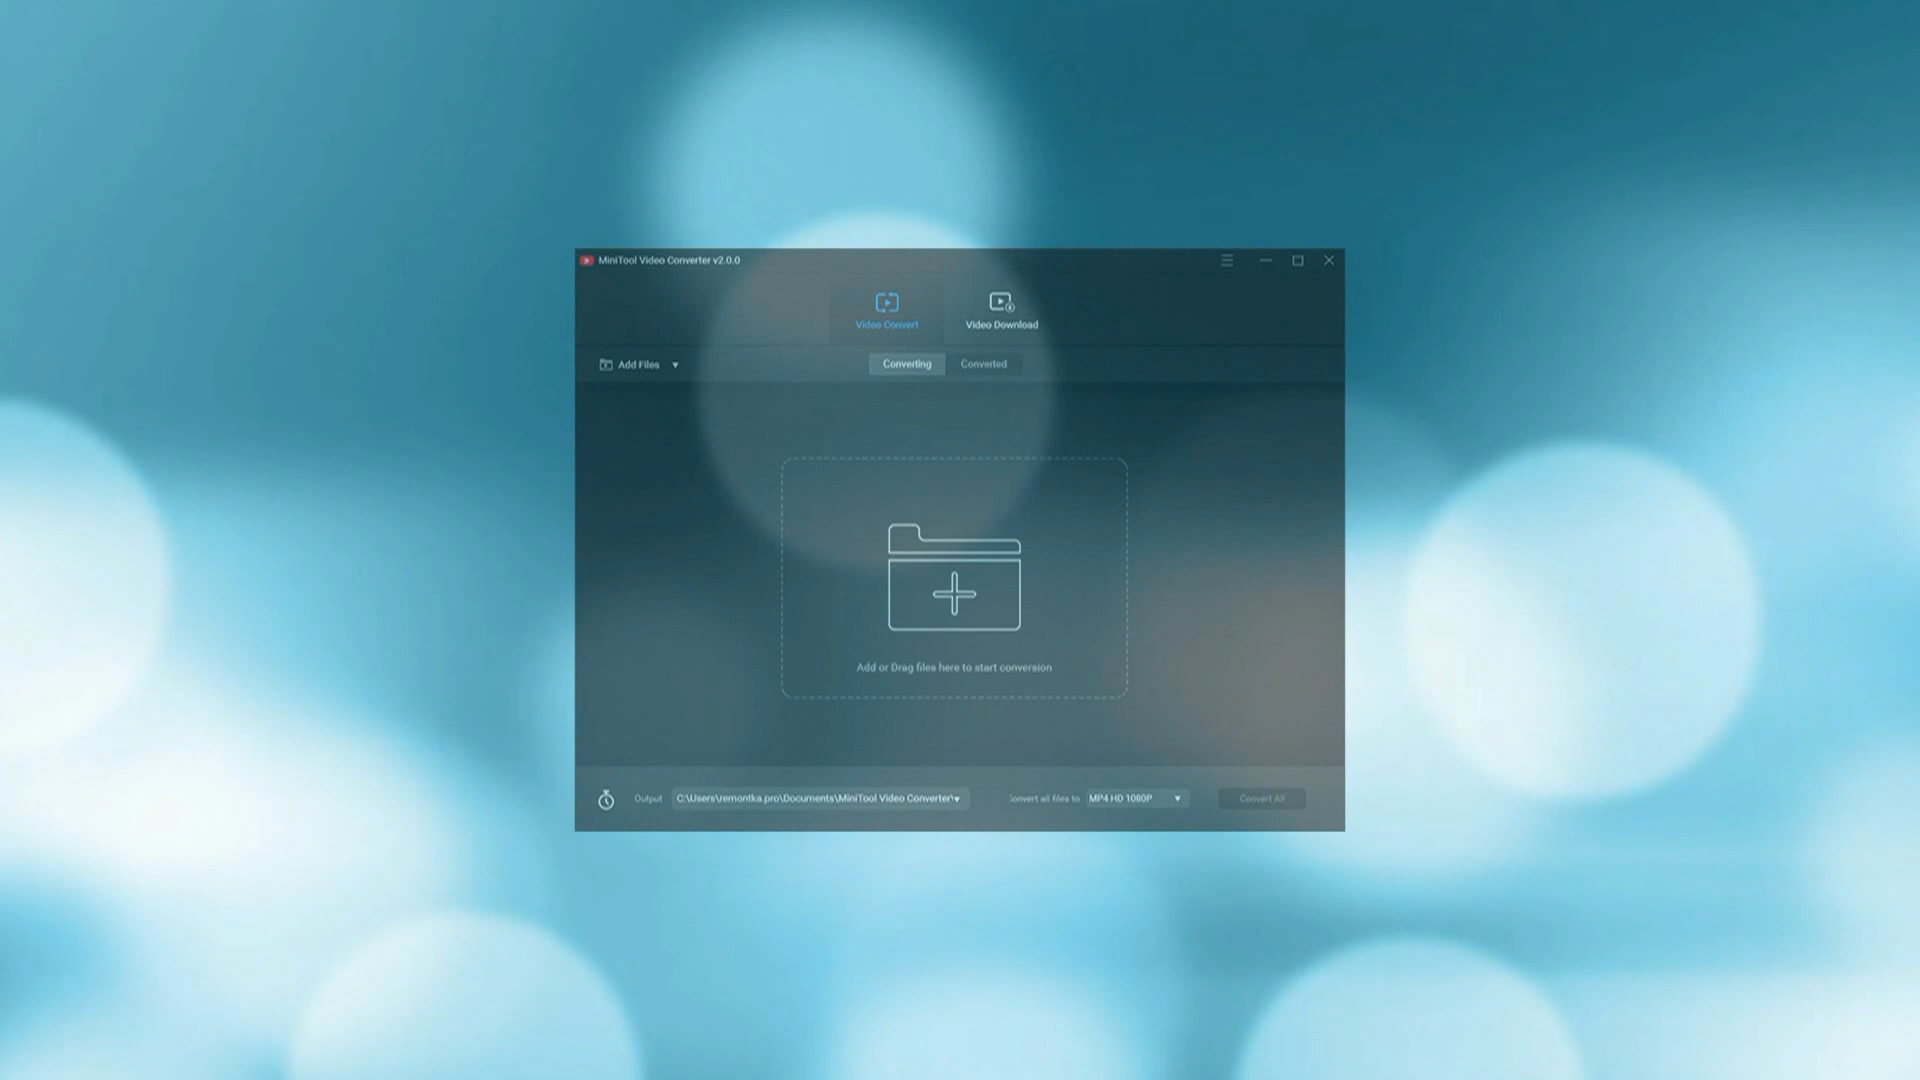 MiniTool Video Converter v2.0.0
Video Convert
Video Download
Add Files
Converting
Converted
Add or Drag files here to start conversion
Output
C:\Users\remontka.pro\Documents\MiniTool Video Converter\
Convert all files to
MP4 HD 1080P
Convert All